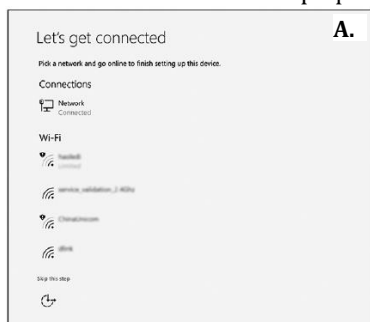 A.
Let's get connected
Pick a network and go online to finish setting up this device.
Connections
Network
Connected
Wi-Fi
service_validation_2.4Ghz
ChinaUnicom
dlink
Skip this step